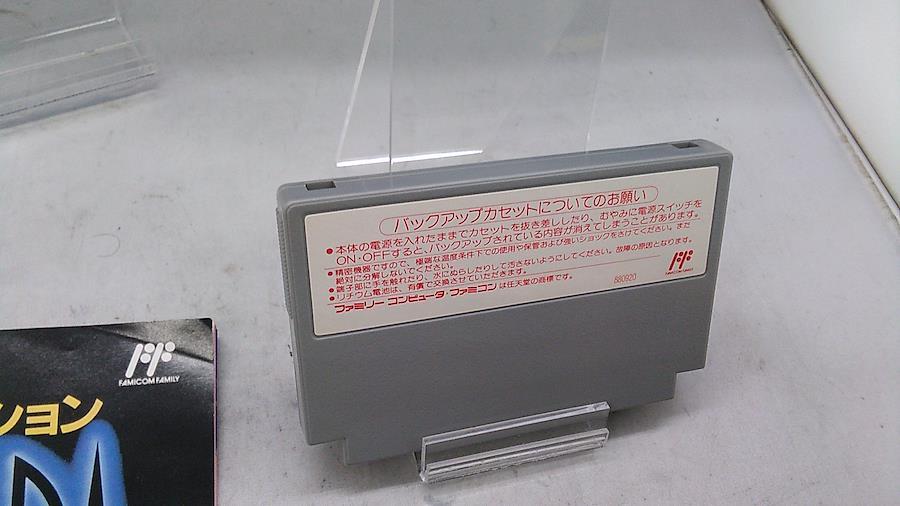 バックアップカセットについてのお願い
●本体の電源を入れたままでカセットを抜き差ししたり、むやみに電源スイッチを
ON・OFFすると、バックアップされている内容が消えてしまうことがあります。
●精密機器ですので、極端な温度条件下での使用や保管および強いショックをさけてください。また
絶対に分解しないでください。
●端子部に手を触れたり、水にぬらしたりして汚さないようにしてください。故障の原因となります。
●リチウム電池は、有償で交換させていただきます。
ファミリー コンピュータ・ファミコンは任天堂の商標です。
880920
FAMICOM FAMILY
FAMICOM FAMILY
ション